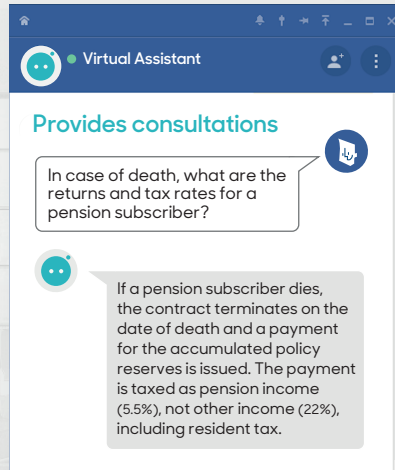 Virtual Assistant
Provides consultations
In case of death, what are the
returns and tax rates for a
pension subscriber?
If a pension subscriber dies,
the contract terminates on the
date of death and a payment
for the accumulated policy
reserves is issued. The payment
is taxed as pension income
(5.5%), not other income (22%),
including resident tax.